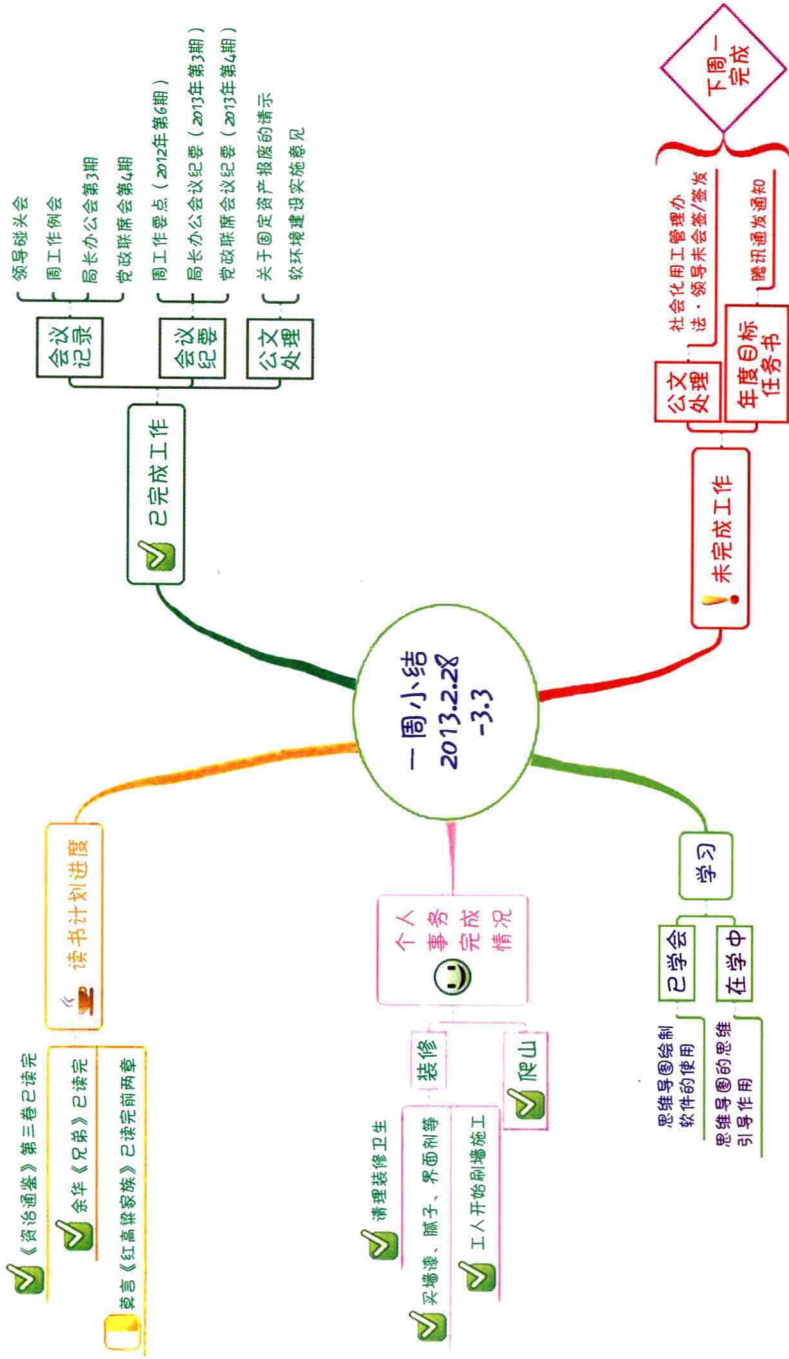 一周小结
2013.2.28
-3.3
已完成工作
会议
记录
领导碰头会
周工作例会
局长办公会第3期
党政联席会第4期
会议
纪要
周工作要点（2012年第6期）
局长办公会议纪要（2013年第3期）
党政联席会议纪要（2013年第4期）
公文
处理
关于固定资产报废的请示
软环境建设实施意见
未完成工作
公文
处理
社会化用工管理办
法·领导未会签/签发
年度目标
任务书
腾讯通发通知
下周一
完成
学习
已学会
思维导图绘制
软件的使用
在学中
思维导图的思维
引导作用
个人
事务
完成
情况
装修
清理装修卫生
买墙漆、腻子、界面剂等
工人开始刷墙施工
爬山
读书计划进度
《资治通鉴》第三卷已读完
余华《兄弟》已读完
莫言《红高粱家族》已读完前两章